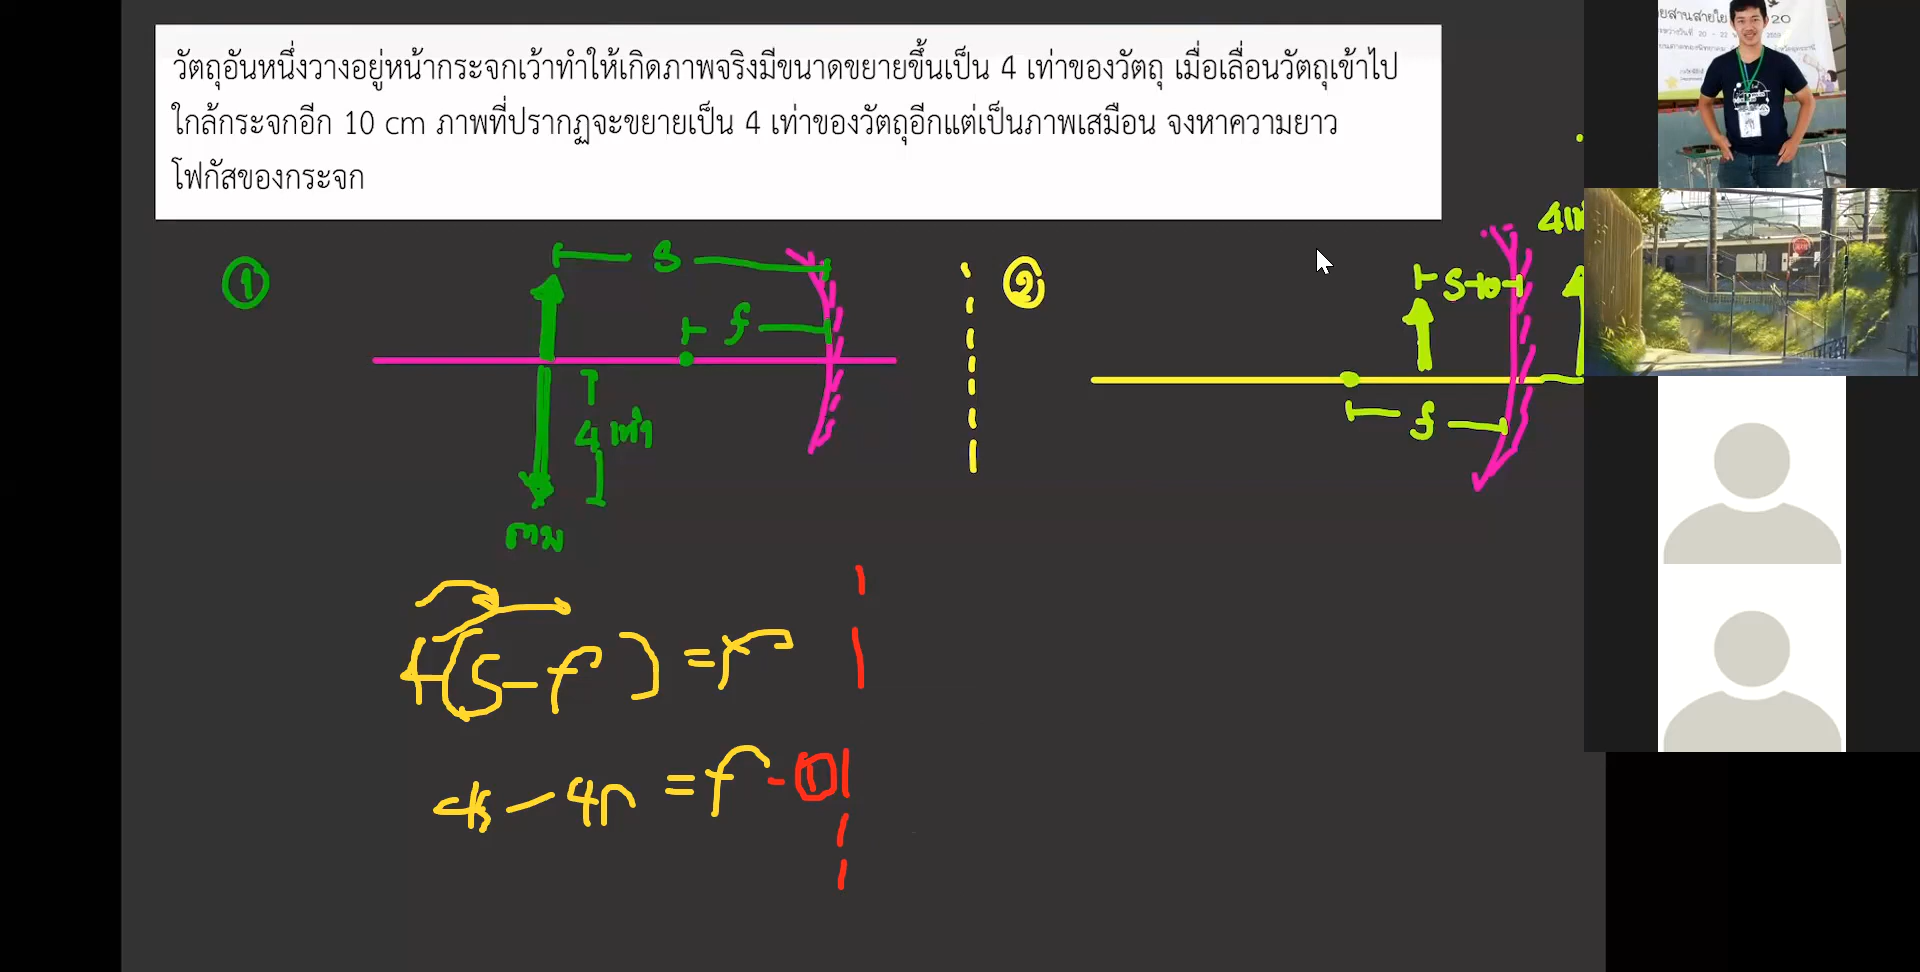 วัตถุอันหนึ่งวางอยู่หน้ากระจกเว้าทำให้เกิดภาพจริงมีขนาดขยายขึ้นเป็น 4 เท่าของวัตถุ เมื่อเลื่อนวัตถุเข้าไป
ใกล้กระจกอีก 10 cm ภาพที่ปรากฏจะขยายเป็น 4 เท่าของวัตถุอีกแต่เป็นภาพเสมือน จงหาความยาว
โฟกัสของกระจก
1
S
f
4 เท่า
ภาพ
2
S-10
f
4เท่
4(S-f) = f
4s - 4f = f - 1
20